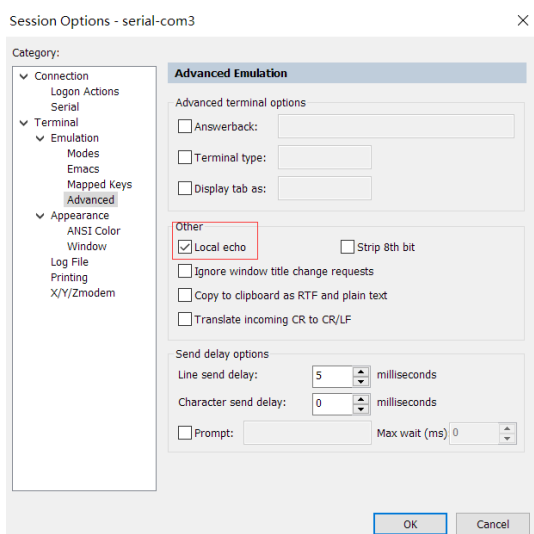 Session Options - serial-com3
Category:
Connection
Logon Actions
Serial
Terminal
Emulation
Modes
Emacs
Mapped Keys
Advanced
Appearance
ANSI Color
Window
Log File
Printing
X/Y/Zmodem
Advanced Emulation
Advanced terminal options
Answerback:
Terminal type:
Display tab as:
Other
Local echo Strip 8th bit
Ignore window title change requests
Copy to clipboard as RTF and plain text
Translate incoming CR to CR/LF
Send delay options
Line send delay: 5 milliseconds
Character send delay: 0 milliseconds
Prompt: Max wait (ms) 0
OK Cancel